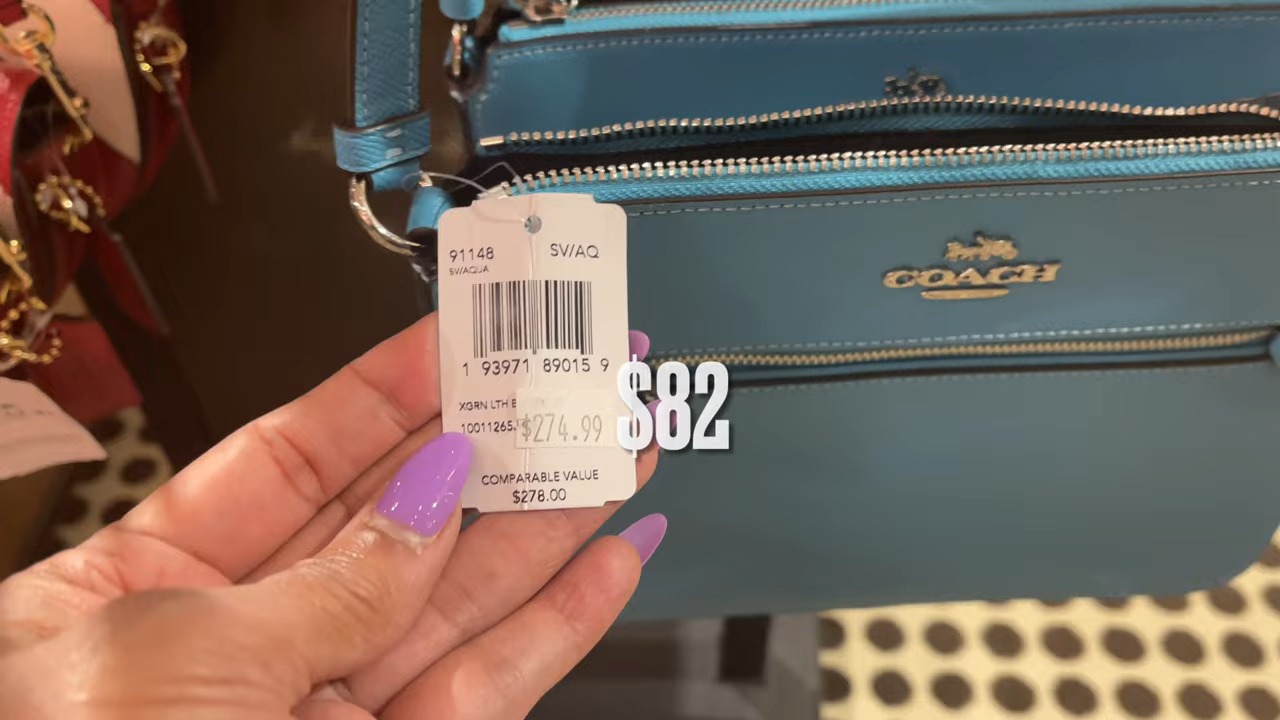 91148 SV/AQ
SV/AQUA
1 93971 89015 9
XGRN LTH
10011265
$274.99
$82
COMPARABLE VALUE
$278.00
COACH